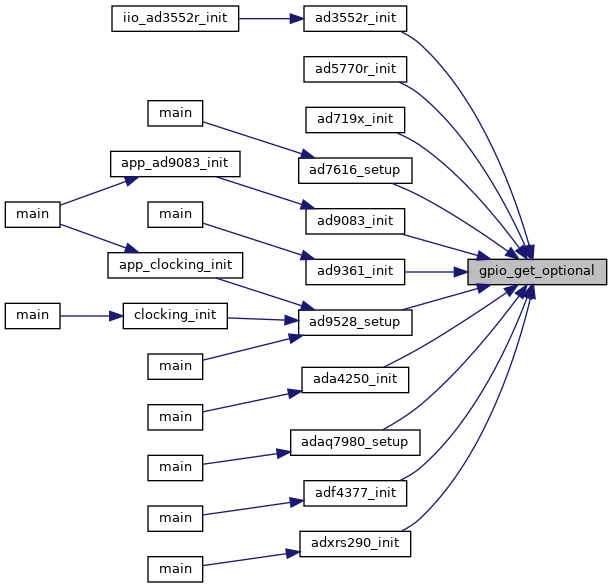 iio_ad3552r_init
ad3552r_init
ad5770r_init
main
ad719x_init
app_ad9083_init
ad7616_setup
main
main
ad9083_init
app_clocking_init
ad9361_init
gpio_get_optional
main
clocking_init
ad9528_setup
main
ada4250_init
main
adaq7980_setup
main
adf4377_init
main
adxrs290_init
main